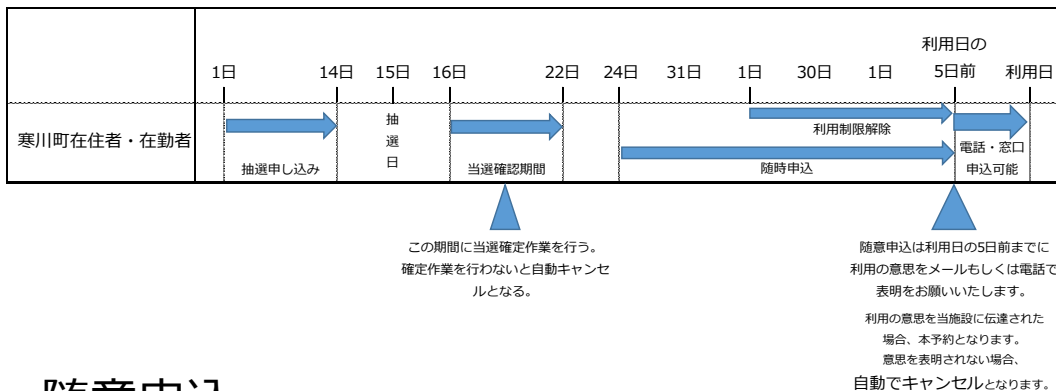 利用日の
1日 14日 15日 16日 22日 24日 31日 1日 30日 1日 5日前 利用日
寒川町在住者・在勤者
抽選申し込み
抽
選
日
当選確認期間
利用制限解除
随時申込
電話・窓口
申込可能
この期間に当選確定作業を行う。
確定作業を行わないと自動キャンセ
ルとなる。
随意申込は利用日の5日前までに
利用の意思をメールもしくは電話で
表明をお願いいたします。
利用の意思を当施設に伝達された
場合、本予約となります。
意思を表明されない場合、
自動でキャンセルとなります。
随意申込